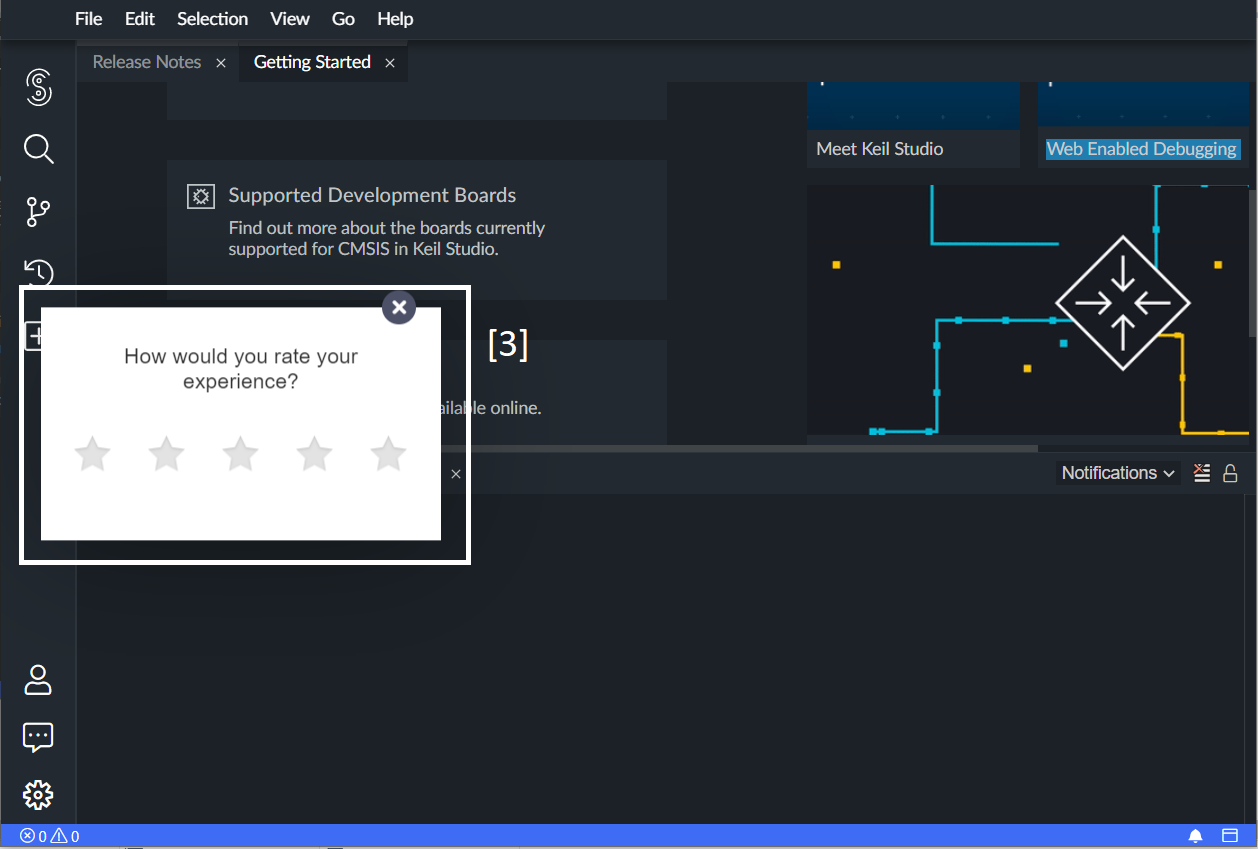 File Edit Selection View Go Help
Release Notes × Getting Started ×
Meet Keil Studio
Web Enabled Debugging
Supported Development Boards
Find out more about the boards currently
supported for CMSIS in Keil Studio.
[3]
How would you rate your
experience?
ailable online.
Notifications
0 0